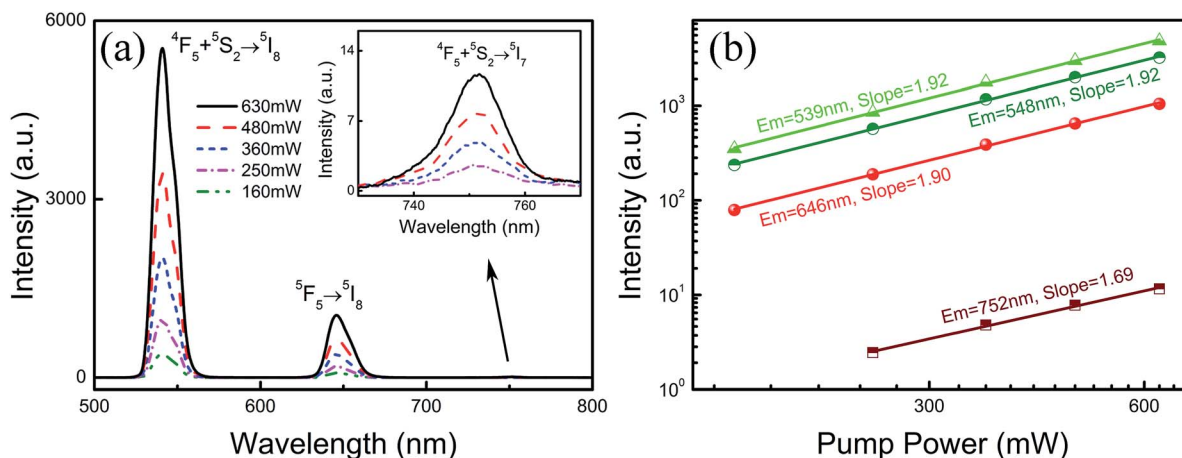 (a)
⁴F₅+⁵S₂→⁵I₈
630mW
480mW
360mW
250mW
160mW
⁵F₅→⁵I₈
6000
3000
0
500
600
700
800
Intensity (a.u.)
Wavelength (nm)
⁴F₅+⁵S₂→⁵I₇
14
7
0
740
760
Intensity (a.u.)
Wavelength (nm)
(b)
Em=539nm, Slope=1.92
Em=548nm, Slope=1.92
Em=646nm, Slope=1.90
Em=752nm, Slope=1.69
10³
10²
10¹
10⁰
300
600
Intensity (a.u.)
Pump Power (mW)